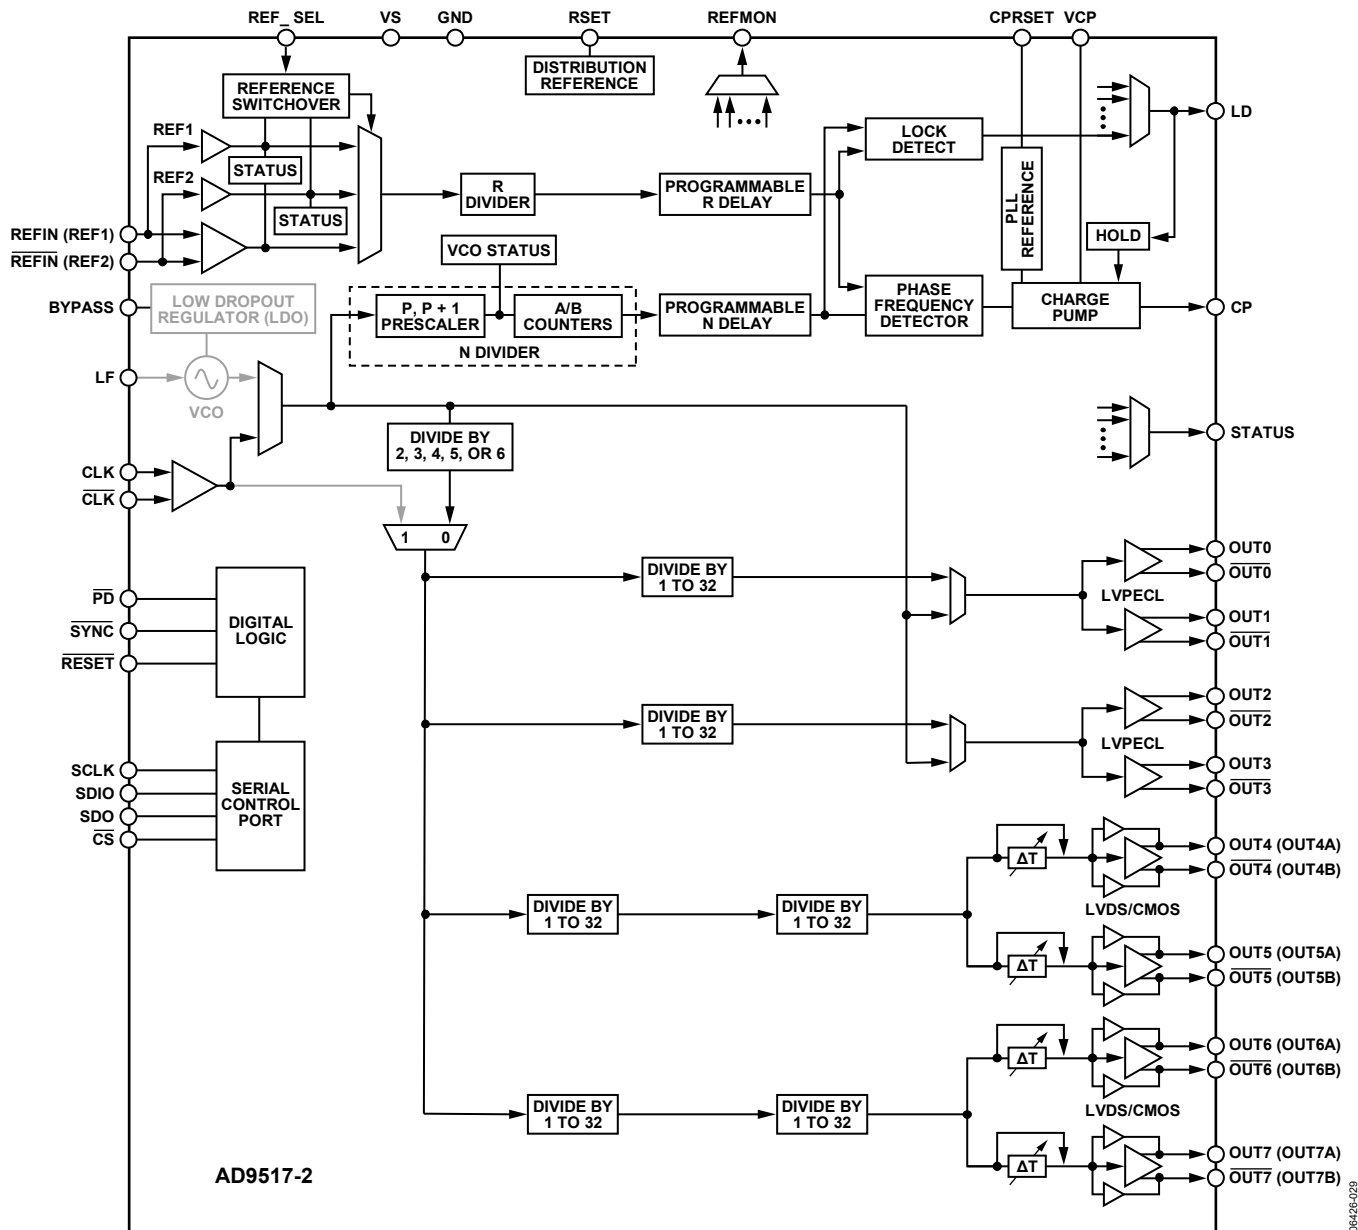 REF_ SEL VS GND RSET REFMON CPRSET VCP
DISTRIBUTION
REFERENCE
REFERENCE
SWITCHOVER
REF1
STATUS
REF2
STATUS
REFIN (REF1)
REFIN (REF2)
R
DIVIDER
PROGRAMMABLE
R DELAY
LOCK
DETECT
PLL
REFERENCE
LD
HOLD
VCO STATUS
BYPASS
LOW DROPOUT
REGULATOR (LDO)
P, P + 1
PRESCALER
A/B
COUNTERS
N DIVIDER
PROGRAMMABLE
N DELAY
PHASE
FREQUENCY
DETECTOR
CHARGE
PUMP
CP
LF
VCO
STATUS
DIVIDE BY
2, 3, 4, 5, OR 6
CLK
CLK
1 0
DIVIDE BY
1 TO 32
LVPECL
OUT0
OUT0
OUT1
OUT1
PD
SYNC
RESET
DIGITAL
LOGIC
DIVIDE BY
1 TO 32
LVPECL
OUT2
OUT2
OUT3
OUT3
SCLK
SDIO
SDO
CS
SERIAL
CONTROL
PORT
DIVIDE BY
1 TO 32
DIVIDE BY
1 TO 32
ΔT
OUT4 (OUT4A)
OUT4 (OUT4B)
LVDS/CMOS
ΔT
OUT5 (OUT5A)
OUT5 (OUT5B)
DIVIDE BY
1 TO 32
DIVIDE BY
1 TO 32
ΔT
OUT6 (OUT6A)
OUT6 (OUT6B)
LVDS/CMOS
ΔT
OUT7 (OUT7A)
OUT7 (OUT7B)
AD9517-2
06426-029